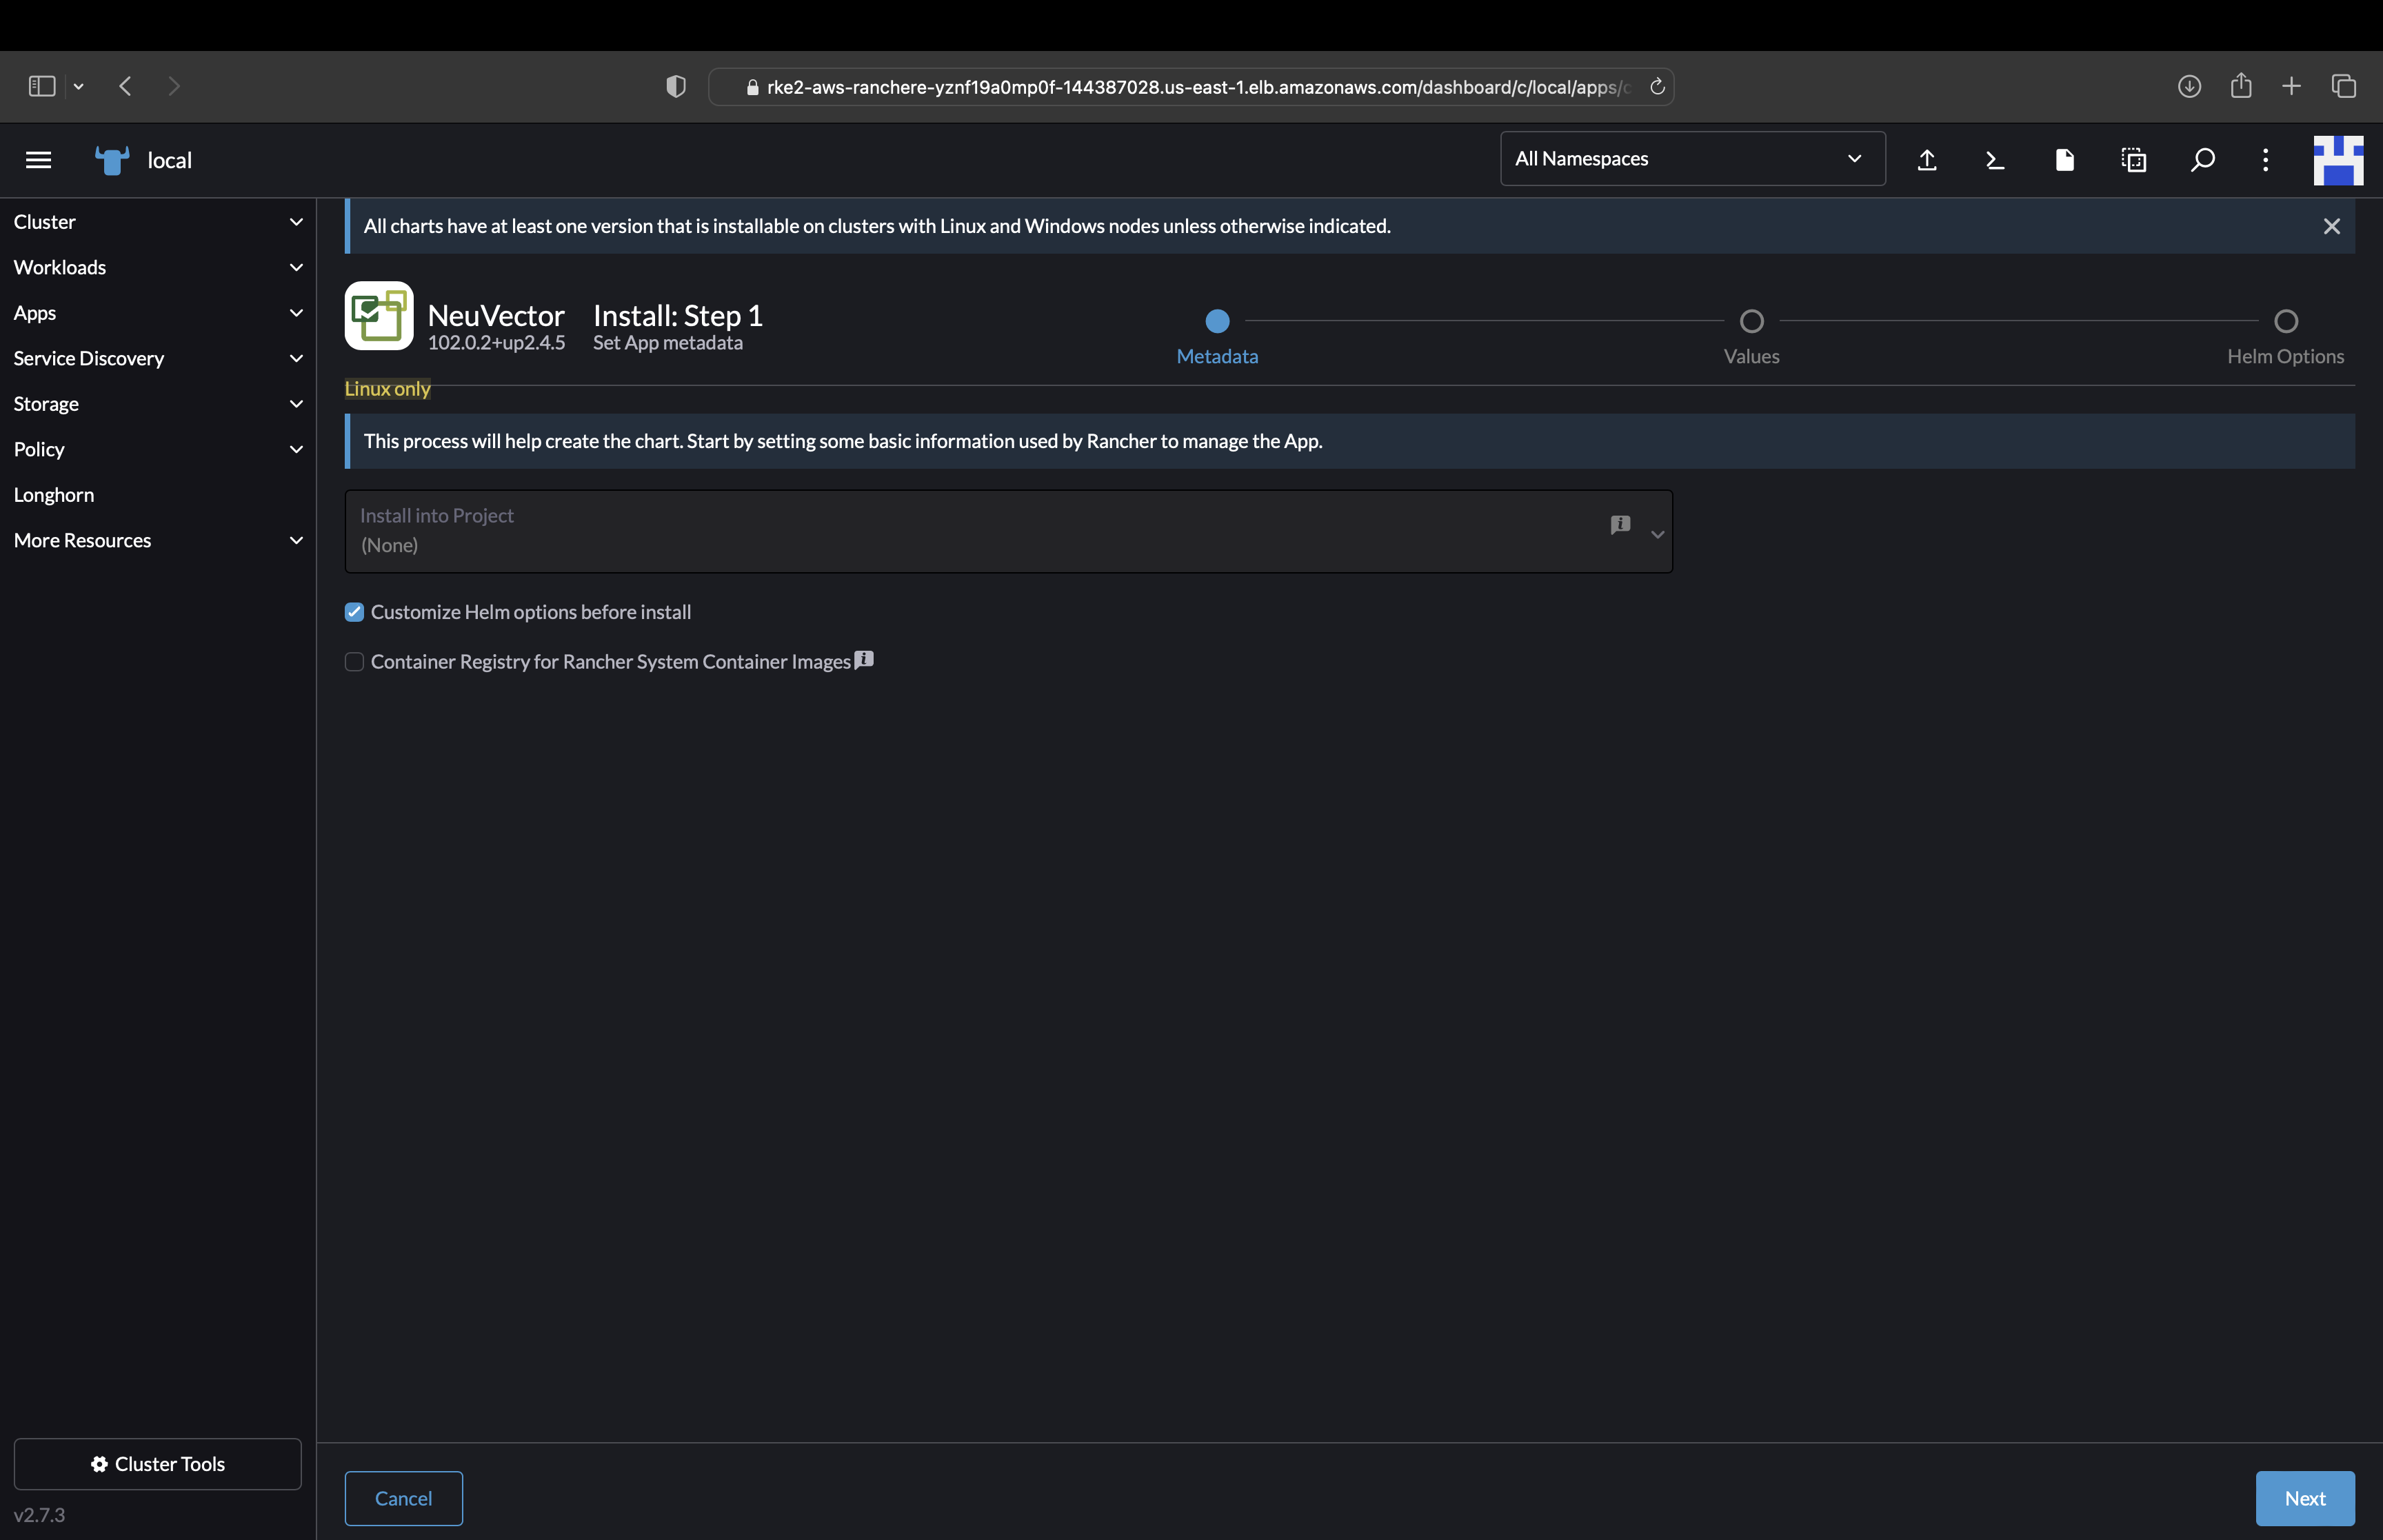 rke2-aws-ranchere-yznf19a0mp0f-144387028.us-east-1.elb.amazonaws.com/dashboard/c/local/apps/
local
All Namespaces
Cluster
Workloads
Apps
Service Discovery
Storage
Policy
Longhorn
More Resources
Cluster Tools
v2.7.3
All charts have at least one version that is installable on clusters with Linux and Windows nodes unless otherwise indicated.
NeuVector Install: Step 1
102.0.2+up2.4.5 Set App metadata
Metadata Values Helm Options
Linux only
This process will help create the chart. Start by setting some basic information used by Rancher to manage the App.
Install into Project
(None)
Customize Helm options before install
Container Registry for Rancher System Container Images
Cancel
Next